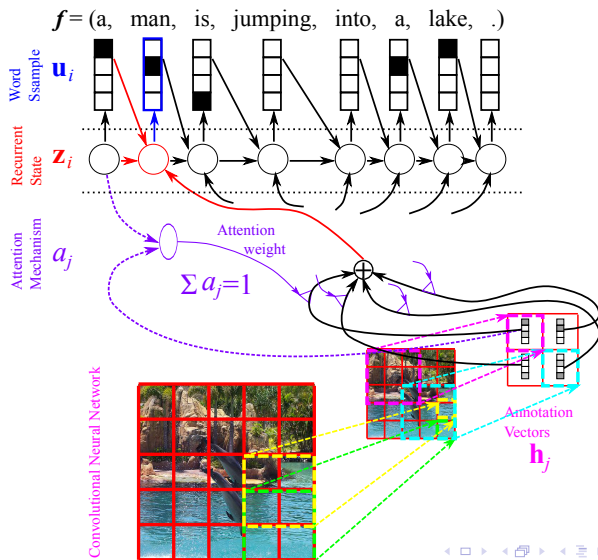 f = (a, man, is, jumping, into, a, lake, .)
Word
Ssample
u_i
Recurrent
State
z_i
Attention
Mechanism
a_j
Attention
weight
Σ a_j=1
Convolutional Neural Network
Annotation
Vectors
h_j